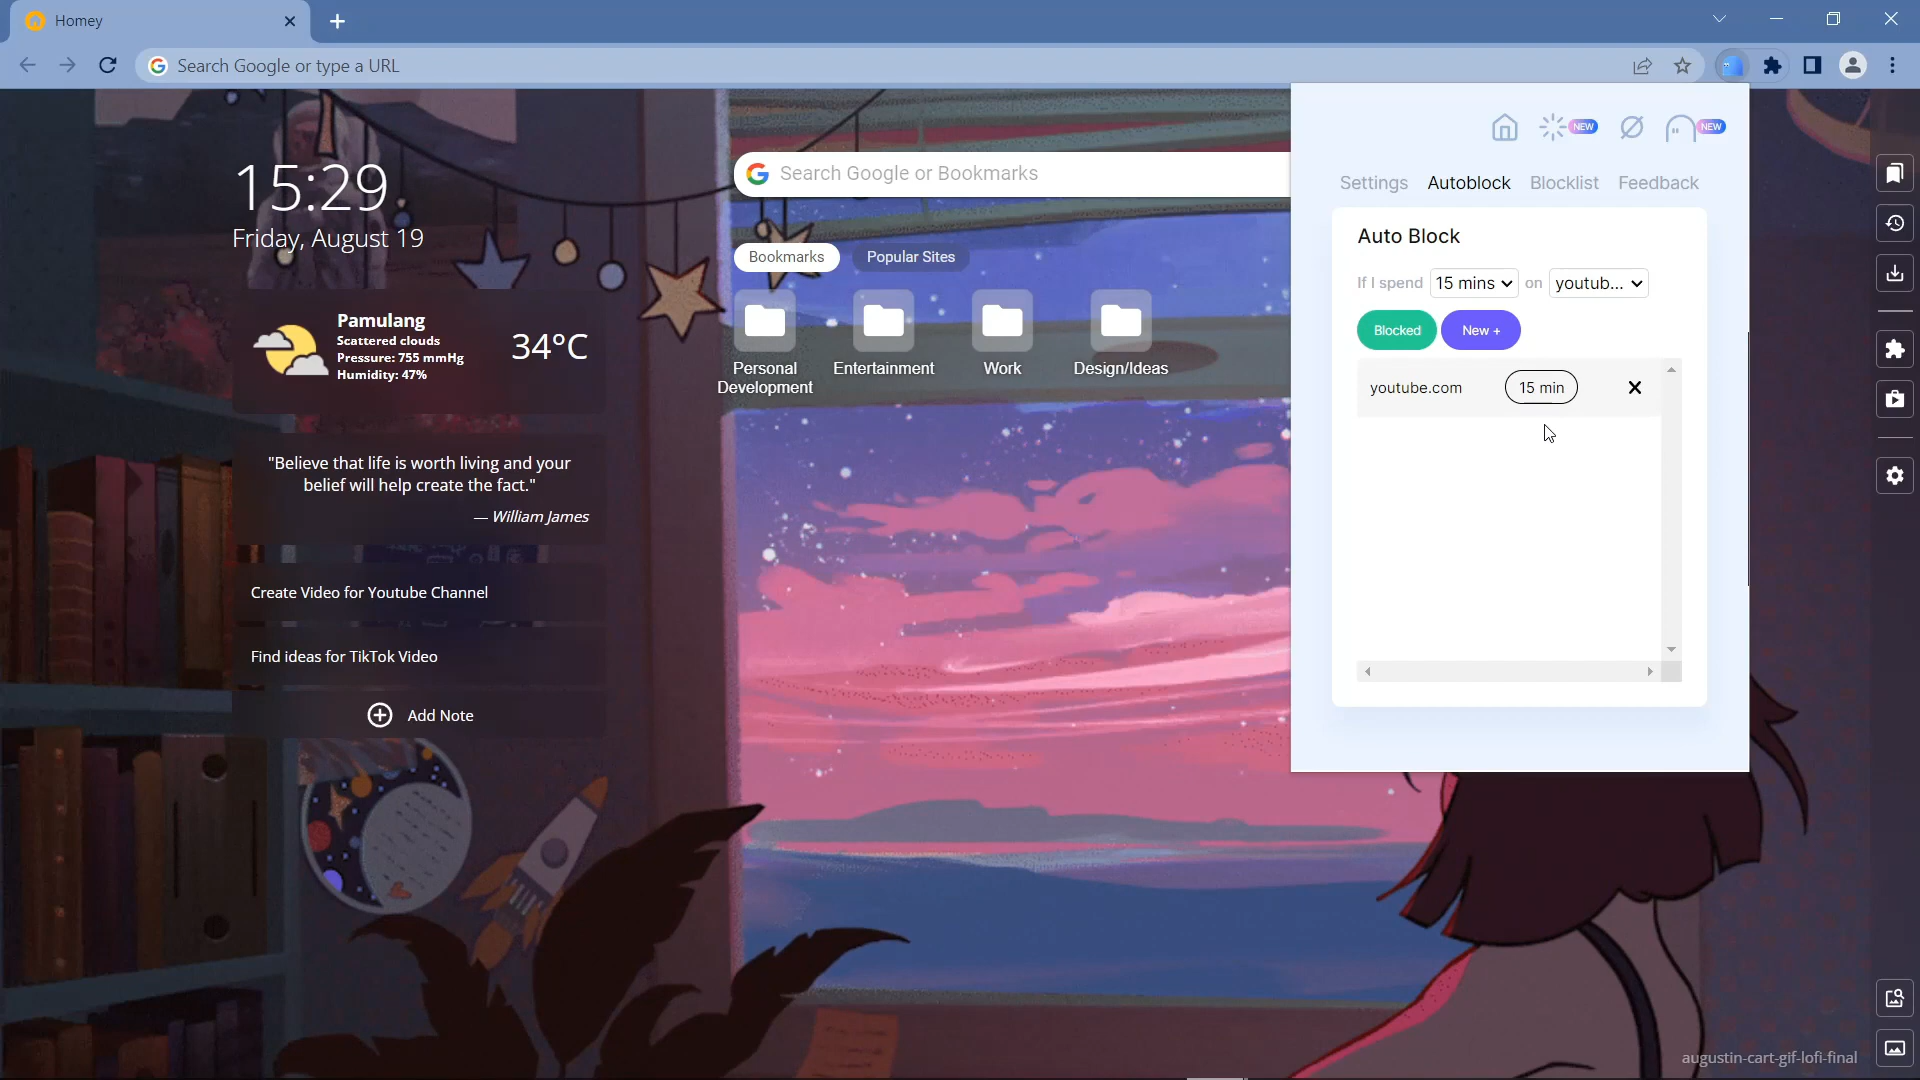 Homey
Search Google or type a URL
15:29
Friday, August 19
Pamulang
Scattered clouds
Pressure: 755 mmHg
Humidity: 47%
34°C
"Believe that life is worth living and your
belief will help create the fact."
— William James
Create Video for Youtube Channel
Find ideas for TikTok Video
Add Note
Search Google or Bookmarks
Bookmarks
Popular Sites
Personal
Development
Entertainment
Work
Design/Ideas
NEW
NEW
Settings
Autoblock
Blocklist
Feedback
Auto Block
If I spend 15 mins on youtub...
Blocked
New +
youtube.com
15 min
augustin-cart-gif-lofi-final